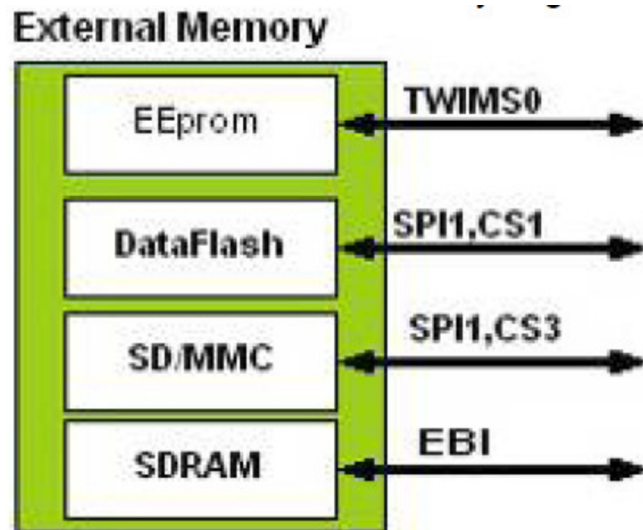 External Memory
EEprom
TWIMS0
DataFlash
SPI1,CS1
SD/MMC
SPI1,CS3
SDRAM
EBI